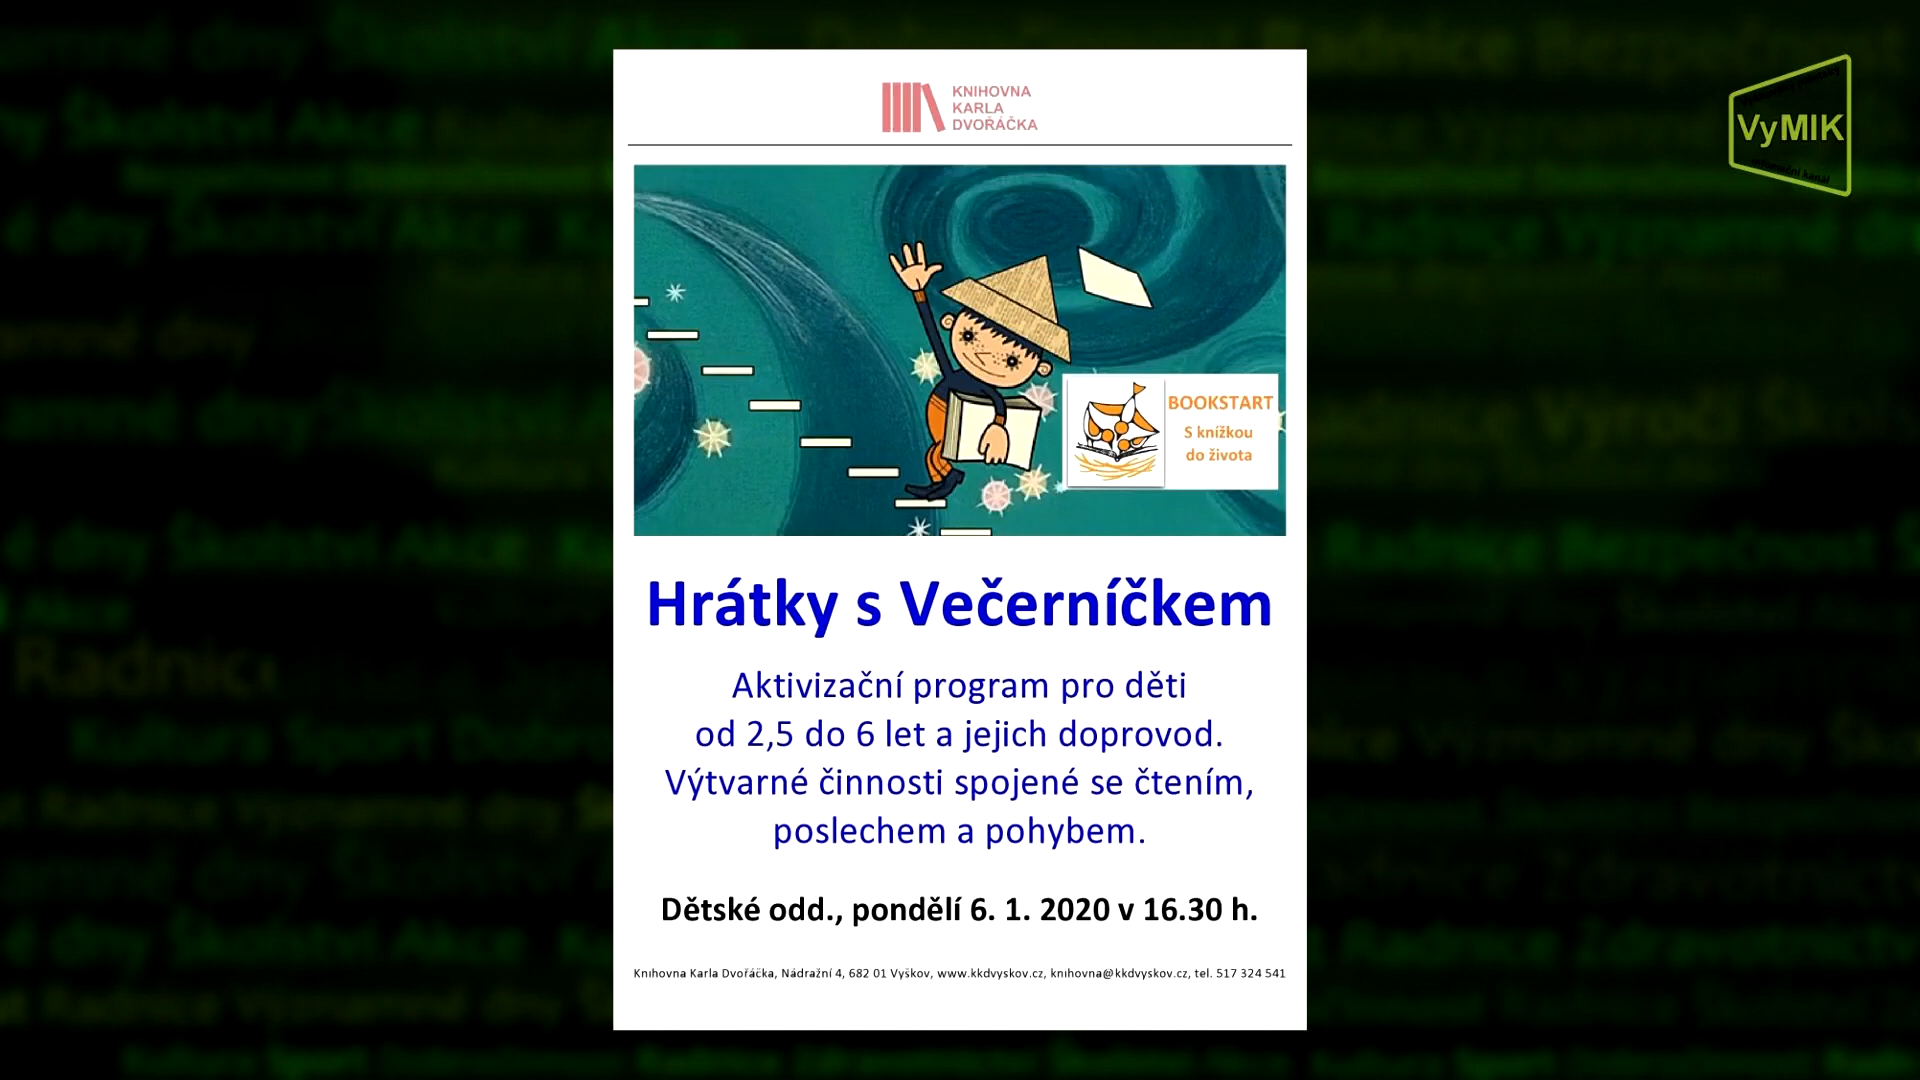 KNIHOVNA
KARLA
DVOŘÁČKA
VyMIK
BOOKSTART
S knížkou
do života
Hrátky s Večerníčkem
Aktivizační program pro děti
od 2,5 do 6 let a jejich doprovod.
Výtvarné činnosti spojené se čtením,
poslechem a pohybem.
Dětské odd., pondělí 6. 1. 2020 v 16.30 h.
Knihovna Karla Dvořáčka, Nádražní 4, 682 01 Vyškov, www.kkdvyskov.cz, knihovna@kkdvyskov.cz, tel. 517 324 541